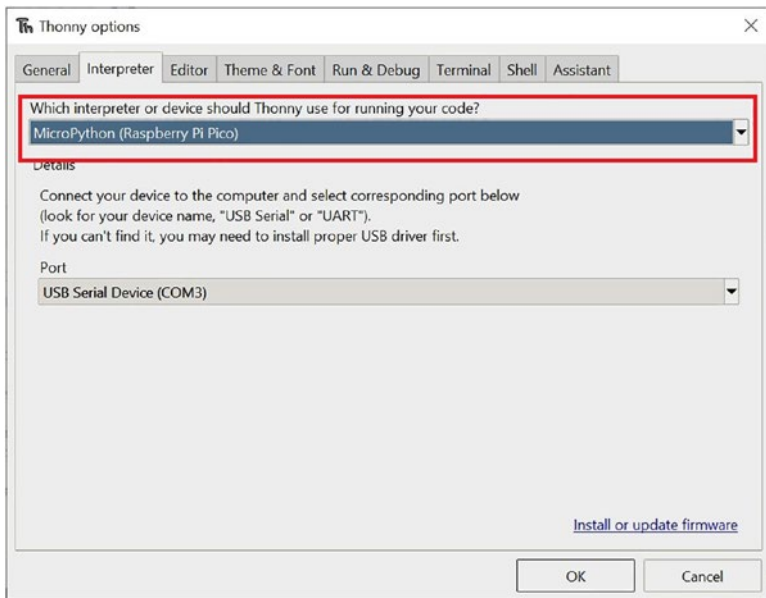 Thonny options
General Interpreter Editor Theme & Font Run & Debug Terminal Shell Assistant
Which interpreter or device should Thonny use for running your code?
MicroPython (Raspberry Pi Pico)
Details
Connect your device to the computer and select corresponding port below
(look for your device name, "USB Serial" or "UART").
If you can't find it, you may need to install proper USB driver first.
Port
USB Serial Device (COM3)
Install or update firmware
OK Cancel